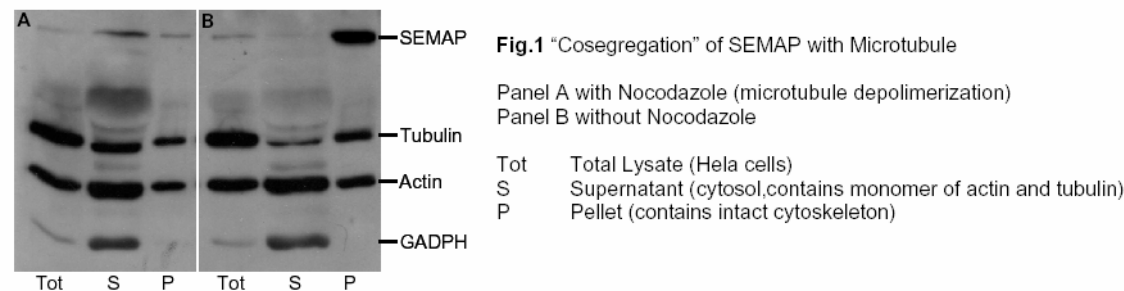 A
B
SEMAP
Tubulin
Actin
GADPH
Tot S P Tot S P
Fig.1 “Cosegregation” of SEMAP with Microtubule
Panel A with Nocodazole (microtubule depolimerization)
Panel B without Nocodazole
Tot Total Lysate (Hela cells)
S Supernatant (cytosol,contains monomer of actin and tubulin)
P Pellet (contains intact cytoskeleton)